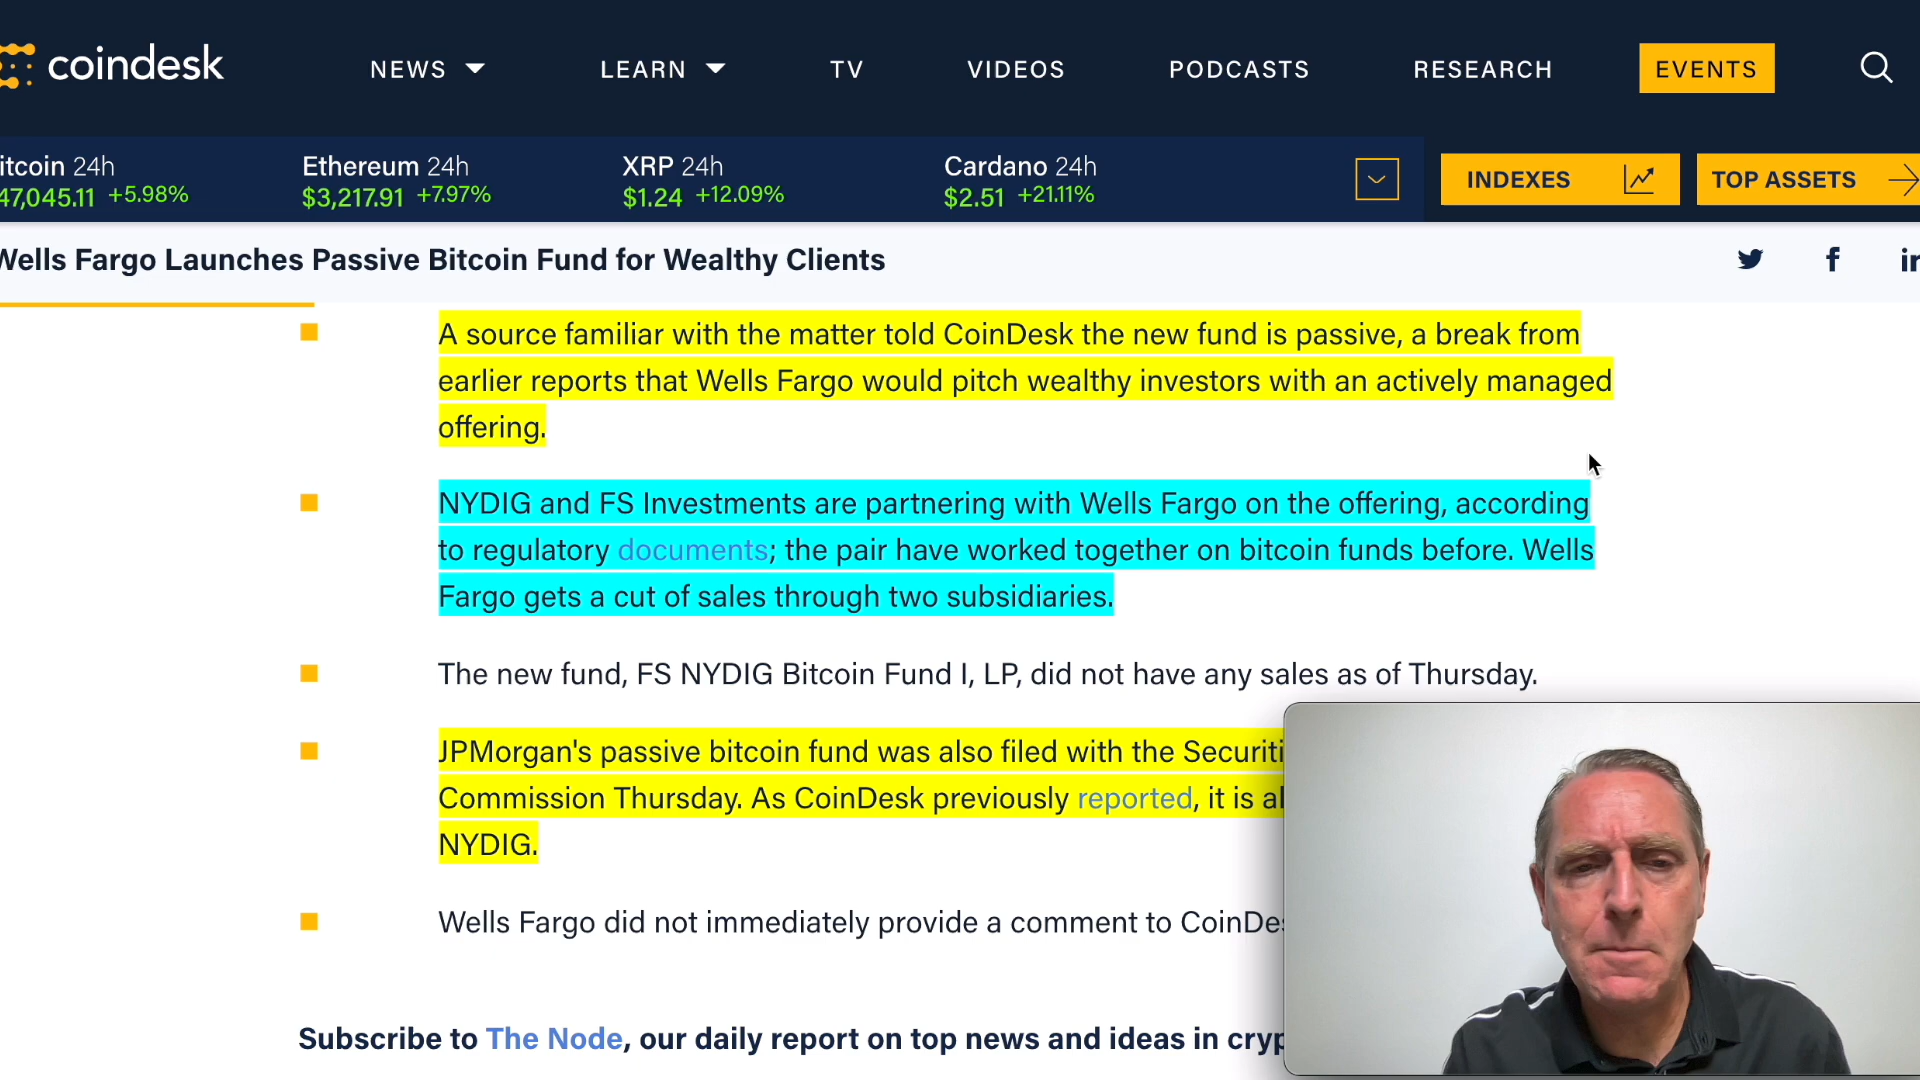 coindesk
NEWS
LEARN
TV
VIDEOS
PODCASTS
RESEARCH
EVENTS
itcoin 24h
Ethereum 24h
XRP 24h
Cardano 24h
47,045.11 +5.98%
$3,217.91 +7.97%
$1.24 +12.09%
$2.51 +21.11%
INDEXES
TOP ASSETS
Wells Fargo Launches Passive Bitcoin Fund for Wealthy Clients
A source familiar with the matter told CoinDesk the new fund is passive, a break from
earlier reports that Wells Fargo would pitch wealthy investors with an actively managed
offering.
NYDIG and FS Investments are partnering with Wells Fargo on the offering, according
to regulatory documents; the pair have worked together on bitcoin funds before. Wells
Fargo gets a cut of sales through two subsidiaries.
The new fund, FS NYDIG Bitcoin Fund I, LP, did not have any sales as of Thursday.
JPMorgan's passive bitcoin fund was also filed with the Securiti
Commission Thursday. As CoinDesk previously reported, it is al
NYDIG.
Wells Fargo did not immediately provide a comment to CoinDes
Subscribe to The Node, our daily report on top news and ideas in cryp